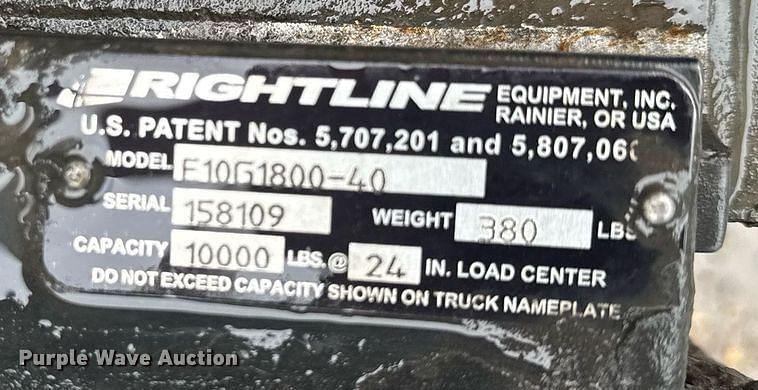 RIGHTLINE EQUIPMENT, INC.
RAINIER, OR USA
U.S. PATENT Nos. 5,707,201 and 5,807,06
MODEL F10G1800-40
SERIAL 158109 WEIGHT 380 LBS
CAPACITY 10000 LBS.@ 24 IN. LOAD CENTER
DO NOT EXCEED CAPACITY SHOWN ON TRUCK NAMEPLATE
Purple Wave Auction